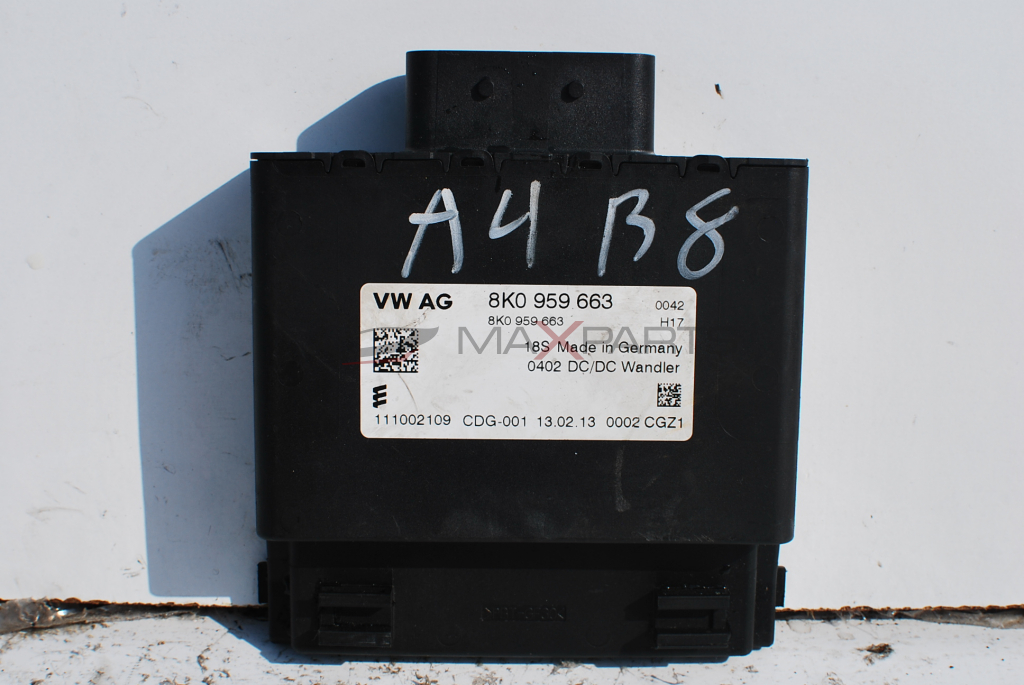 A4 B8
VW AG 8K0 959 663 0042
8K0 959 663 H17
MAXPARTS
18S Made in Germany
0402 DC/DC Wandler
111002109 CDG-001 13.02.13 0002 CGZ1